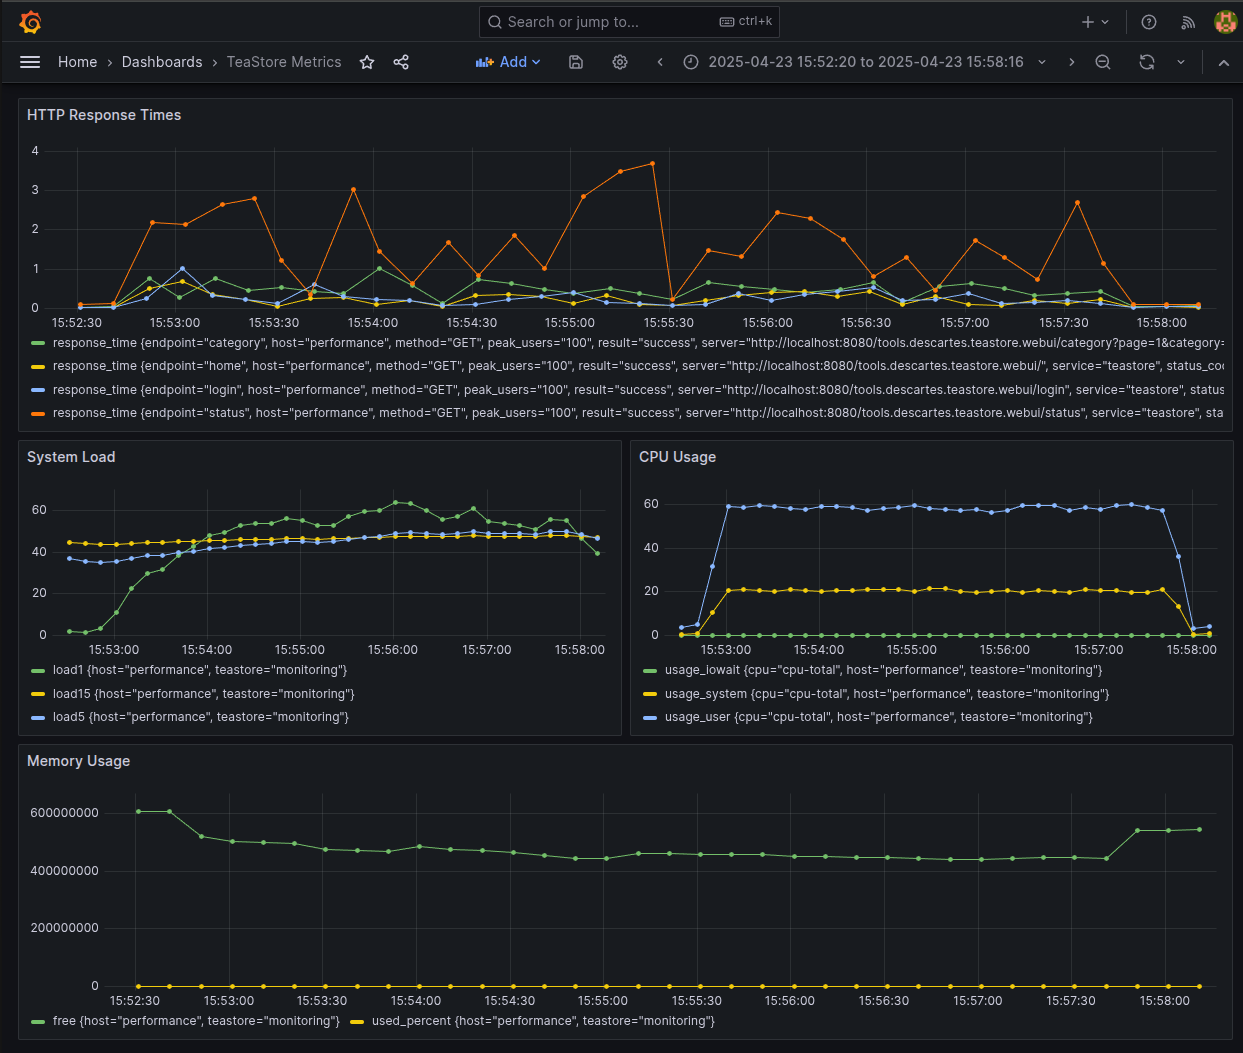 Search or jump to... ctrl+k
Home › Dashboards › TeaStore Metrics Add 2025-04-23 15:52:20 to 2025-04-23 15:58:16
HTTP Response Times
4
3
2
1
0
15:52:30 15:53:00 15:53:30 15:54:00 15:54:30 15:55:00 15:55:30 15:56:00 15:56:30 15:57:00 15:57:30 15:58:00
response_time {endpoint="category", host="performance", method="GET", peak_users="100", result="success", server="http://localhost:8080/tools.descartes.teastore.webui/category?page=1&category=
response_time {endpoint="home", host="performance", method="GET", peak_users="100", result="success", server="http://localhost:8080/tools.descartes.teastore.webui/", service="teastore", status_co
response_time {endpoint="login", host="performance", method="GET", peak_users="100", result="success", server="http://localhost:8080/tools.descartes.teastore.webui/login", service="teastore", status
response_time {endpoint="status", host="performance", method="GET", peak_users="100", result="success", server="http://localhost:8080/tools.descartes.teastore.webui/status", service="teastore", sta
System Load
60
40
20
0
15:53:00 15:54:00 15:55:00 15:56:00 15:57:00 15:58:00
load1 {host="performance", teastore="monitoring"}
load15 {host="performance", teastore="monitoring"}
load5 {host="performance", teastore="monitoring"}
CPU Usage
60
40
20
0
15:53:00 15:54:00 15:55:00 15:56:00 15:57:00 15:58:00
usage_iowait {cpu="cpu-total", host="performance", teastore="monitoring"}
usage_system {cpu="cpu-total", host="performance", teastore="monitoring"}
usage_user {cpu="cpu-total", host="performance", teastore="monitoring"}
Memory Usage
600000000
400000000
200000000
0
15:52:30 15:53:00 15:53:30 15:54:00 15:54:30 15:55:00 15:55:30 15:56:00 15:56:30 15:57:00 15:57:30 15:58:00
free {host="performance", teastore="monitoring"} used_percent {host="performance", teastore="monitoring"}